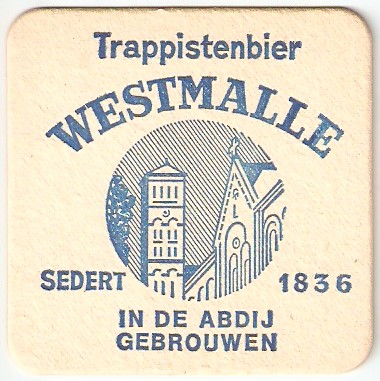 Trappistenbier
WESTMALLE
SEDERT 1836
IN DE ABDIJ
GEBROUWEN